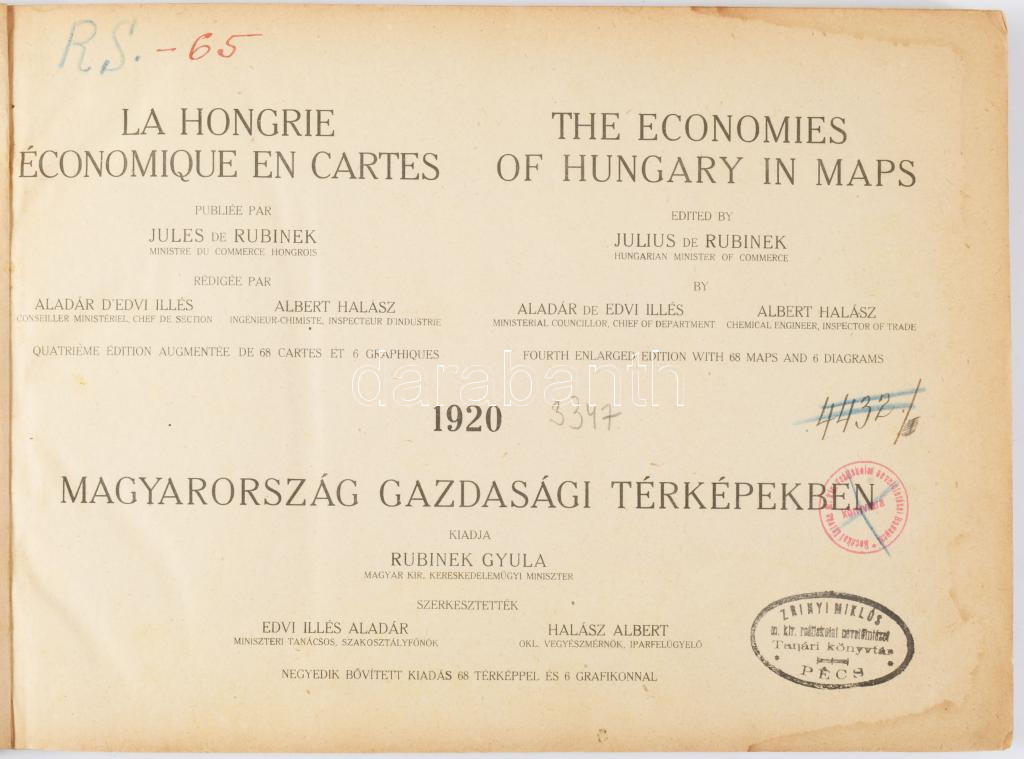 RS. - 65
LA HONGRIE
ÉCONOMIQUE EN CARTES
PUBLIÉE PAR
JULES DE RUBINEK
MINISTRE DU COMMERCE HONGROIS
RÉDIGÉE PAR
ALADÁR D'EDVI ILLÉS
CONSEILLER MINISTÉRIEL, CHEF DE SECTION
ALBERT HALÁSZ
INGÉNIEUR-CHIMISTE, INSPECTEUR D'INDUSTRIE
QUATRIÈME ÉDITION AUGMENTÉE DE 68 CARTES ET 6 GRAPHIQUES
THE ECONOMIES
OF HUNGARY IN MAPS
EDITED BY
JULIUS DE RUBINEK
HUNGARIAN MINISTER OF COMMERCE
BY
ALADÁR DE EDVI ILLÉS
MINISTERIAL COUNCILLOR, CHIEF OF DEPARTMENT
ALBERT HALÁSZ
CHEMICAL ENGINEER, INSPECTOR OF TRADE
FOURTH ENLARGED EDITION WITH 68 MAPS AND 6 DIAGRAMS
darabanth
1920
3347
4432/
MAGYARORSZÁG GAZDASÁGI TÉRKÉPEKBEN
KIADJA
RUBINEK GYULA
MAGYAR KIR. KERESKEDELEMÜGYI MINISZTER
SZERKESZTETTÉK
EDVI ILLÉS ALADÁR
MINISZTERI TANÁCSOS, SZAKOSZTÁLYFŐNÖK
HALÁSZ ALBERT
OKL. VEGYÉSZMÉRNÖK, IPARFELÜGYELŐ
NEGYEDIK BŐVÍTETT KIADÁS 68 TÉRKÉPPEL ÉS 6 GRAFIKONNAL
ZRINYI MIKLÓS
m. kir. reáliskolai nevelőintézet
Tanári könyvtár
PÉCS